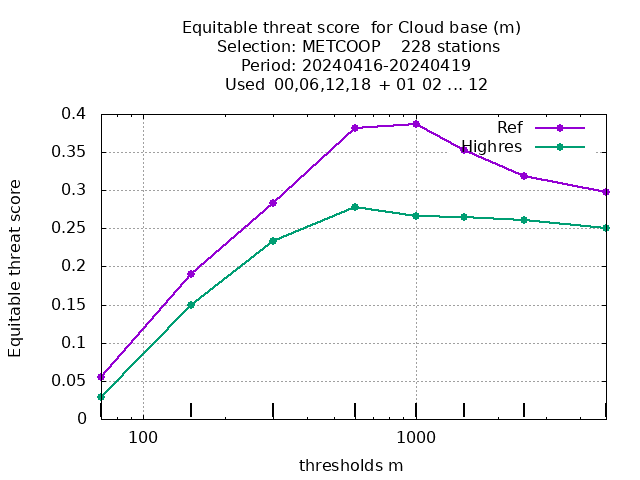 Equitable threat score  for Cloud base (m)
Selection: METCOOP    228 stations
Period: 20240416-20240419
Used  00,06,12,18 + 01 02 ... 12
Ref
Highres
0.4
0.35
0.3
0.25
0.2
0.15
0.1
0.05
0
Equitable threat score
100
1000
thresholds m